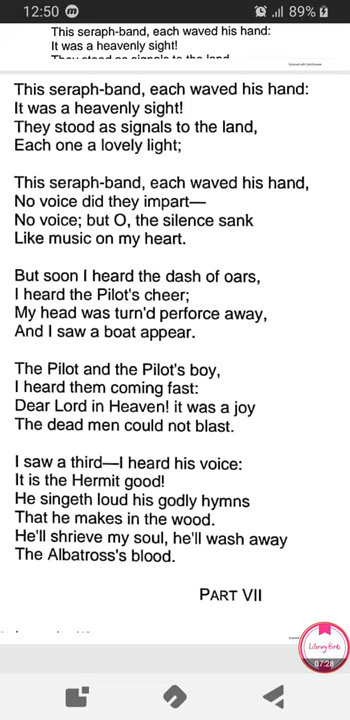 12:50 m 89%
This seraph-band, each waved his hand:
It was a heavenly sight!
They stood as signals to the land
This seraph-band, each waved his hand:
It was a heavenly sight!
They stood as signals to the land,
Each one a lovely light;
This seraph-band, each waved his hand,
No voice did they impart—
No voice; but O, the silence sank
Like music on my heart.
But soon I heard the dash of oars,
I heard the Pilot's cheer;
My head was turn'd perforce away,
And I saw a boat appear.
The Pilot and the Pilot's boy,
I heard them coming fast:
Dear Lord in Heaven! it was a joy
The dead men could not blast.
I saw a third—I heard his voice:
It is the Hermit good!
He singeth loud his godly hymns
That he makes in the wood.
He'll shrieve my soul, he'll wash away
The Albatross's blood.
PART VII
07:28